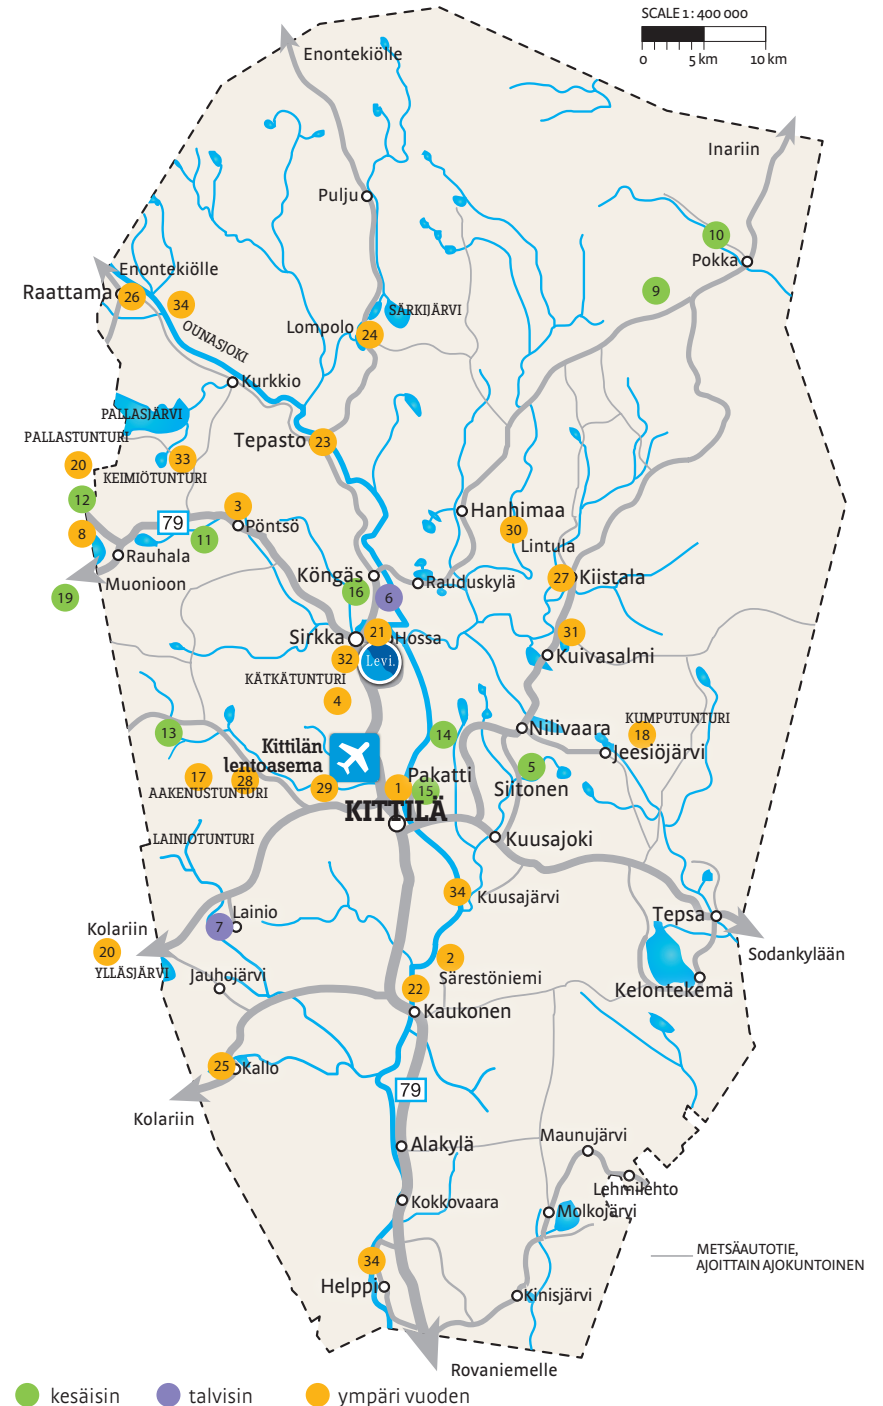 SCALE 1 : 400 000
0 5 km 10 km
Enontekiölle
Inariin
Pulju
10
Pokka
Enontekiölle
Raattama
26
34
9
OUNASJOKI
SÄRKIJÄRVI
Lompolo
24
Kurkkio
PALLASJÄRVI
PALLASTUNTURI
Tepasto
23
20
33
KEIMIÖTUNTURI
12
3
79
Pöntsö
Hanhimaa
30
Lintula
8
11
Rauhala
Muonioon
Köngäs
Rauduskylä
27
Kiistala
19
16
6
21
Sirkka
Hossa
31
32
Levi.
Kuivasalmi
KÄTKÄTUNTURI
4
13
14
Nilivaara
KUMPUTUNTURI
18
Jeesiöjärvi
Kittilän
lentoasema
5
Siitonen
17
28
AAKENUSTUNTURI
29
1
Pakatti
15
KITTILÄ
LAINIOTUNTURI
Kuusajoki
34
Kuusajärvi
Lainio
7
Tepsa
Kolariin
20
YLLÄSJÄRVI
Sodankylään
2
Särestöniemi
Jauhojärvi
22
Kelontekemä
Kaukonen
25
Kallo
79
Kolariin
Alakylä
Maunujärvi
Lehmilehto
Kokkovaara
Molkojärvi
METSÄAUTOTIE,
AJOITTAIN AJOKUNTOINEN
34
Helppi
Kinisjärvi
Rovaniemelle
kesäisin talvisin ympäri vuoden